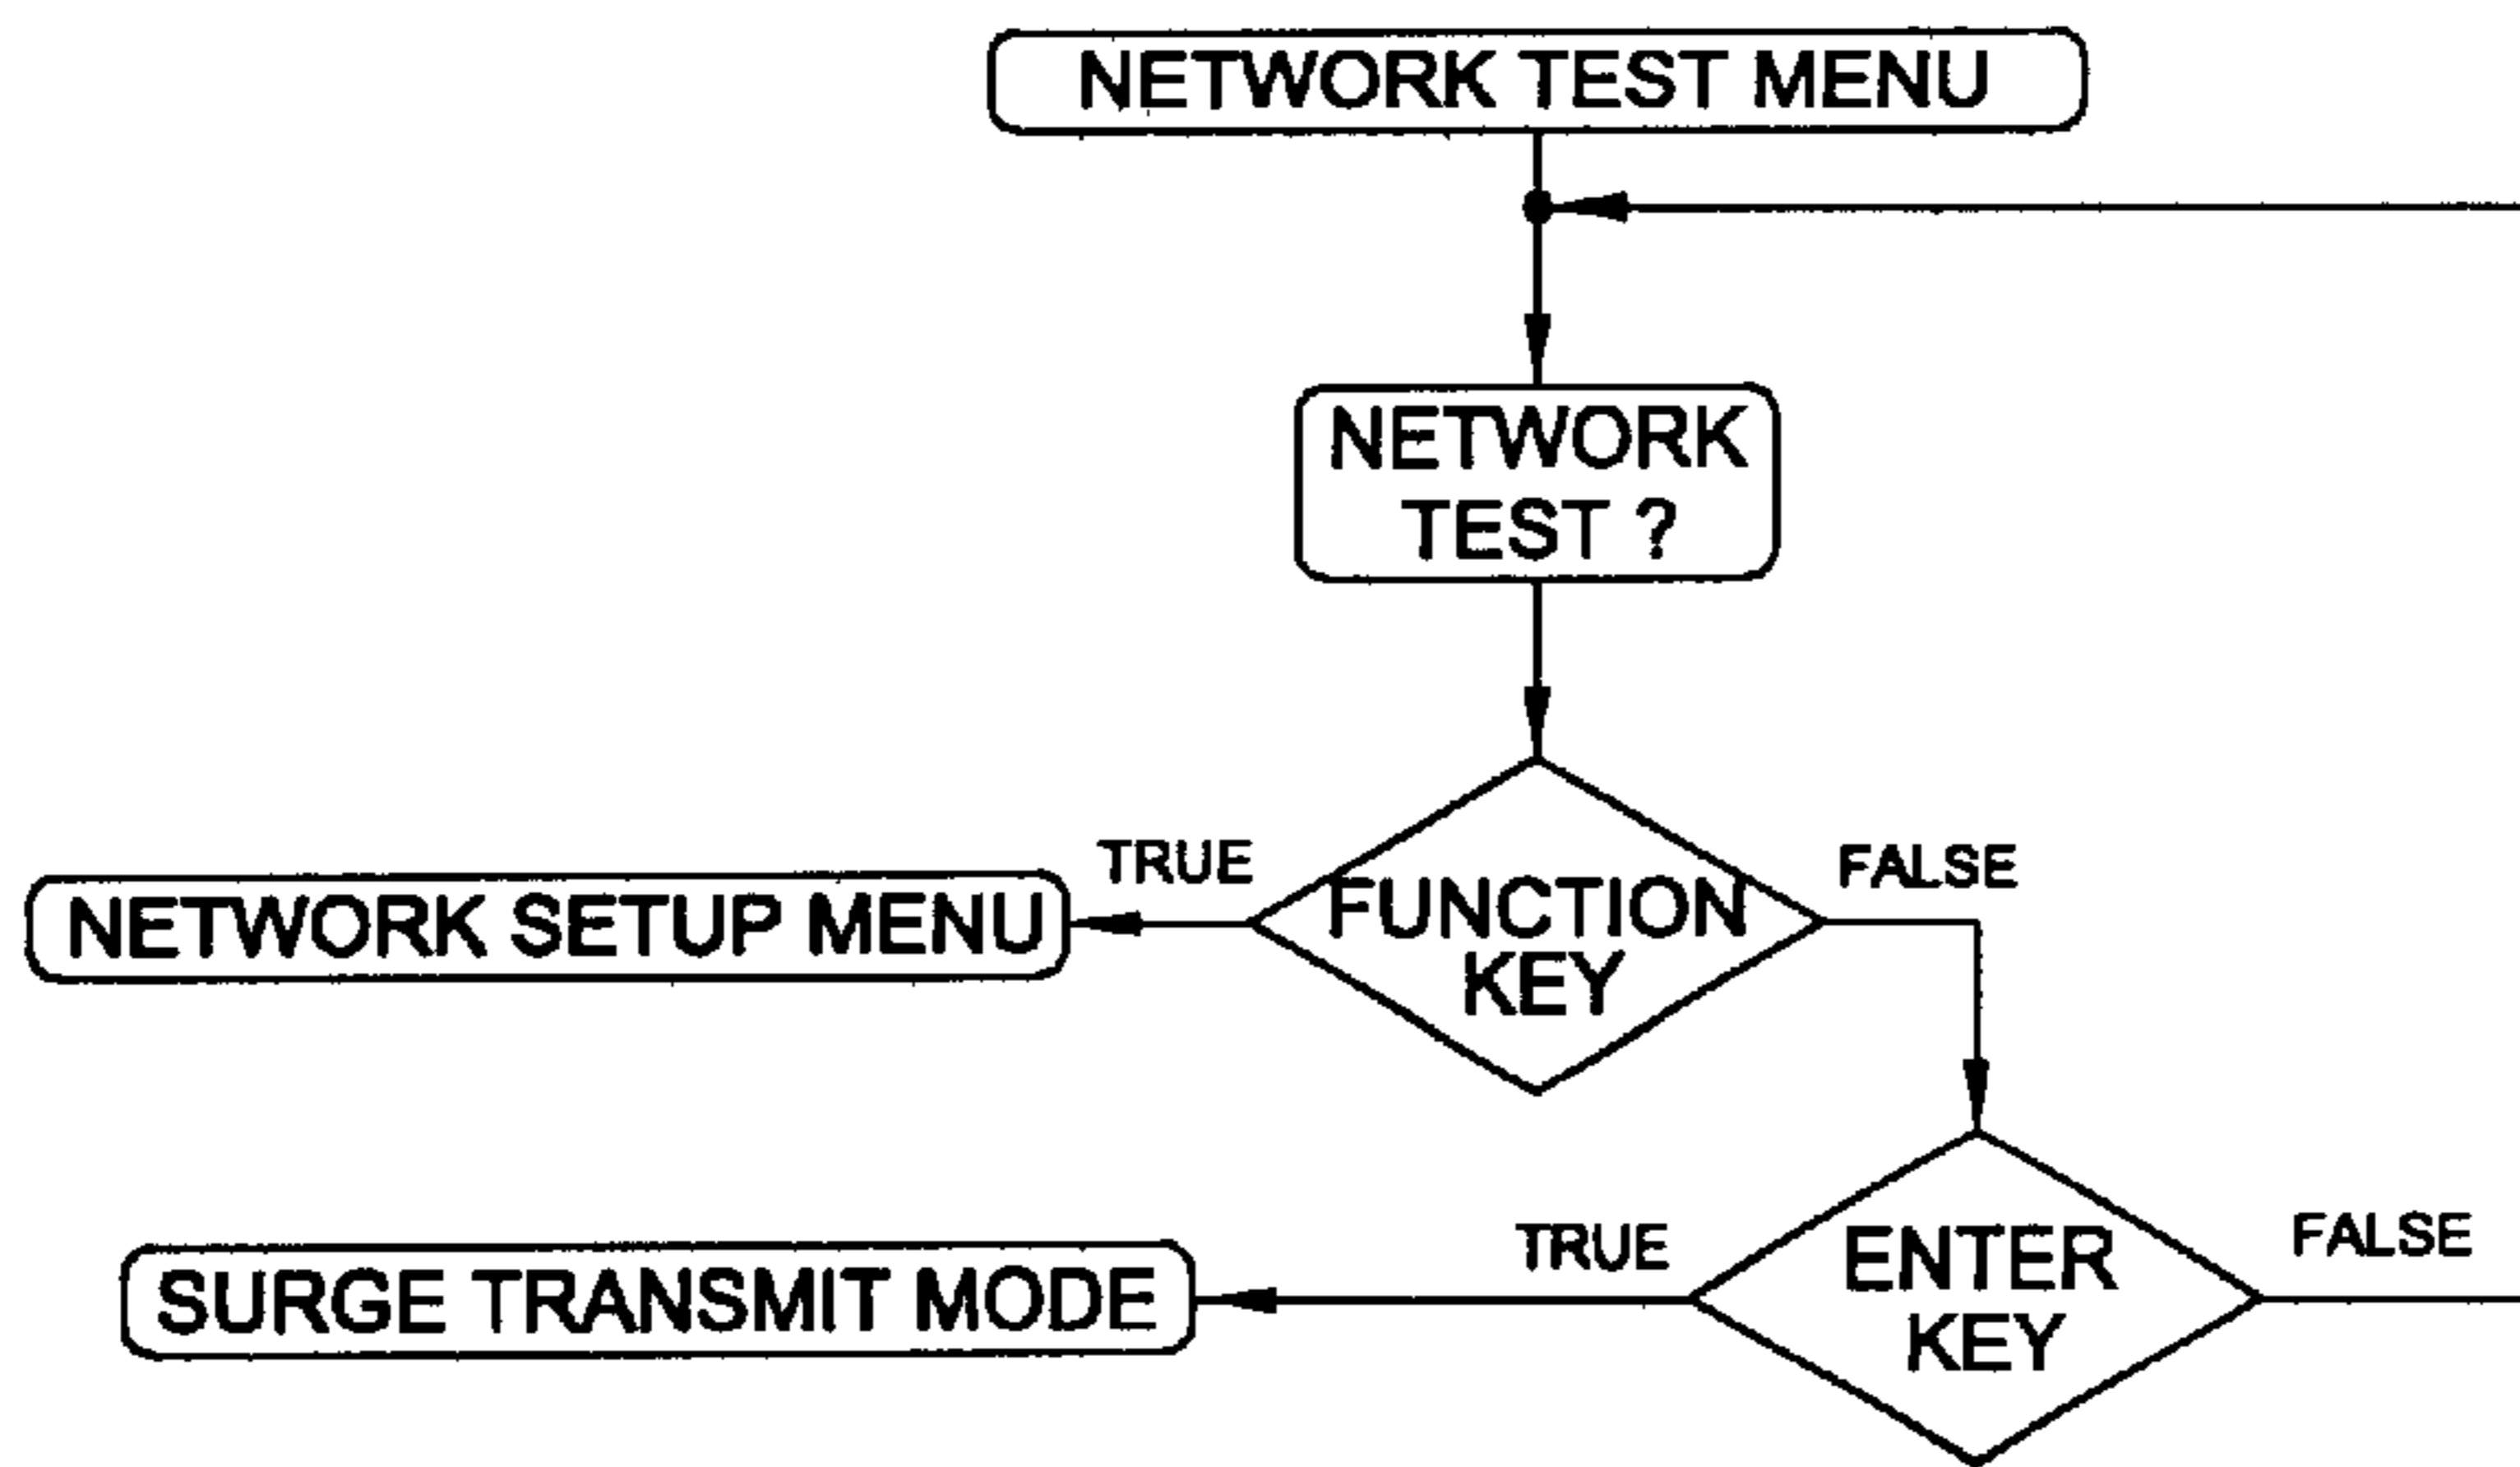 NETWORK TEST MENU
NETWORK
TEST ?
TRUE
FALSE
FUNCTION
KEY
NETWORK SETUP MENU
TRUE
FALSE
ENTER
KEY
SURGE TRANSMIT MODE